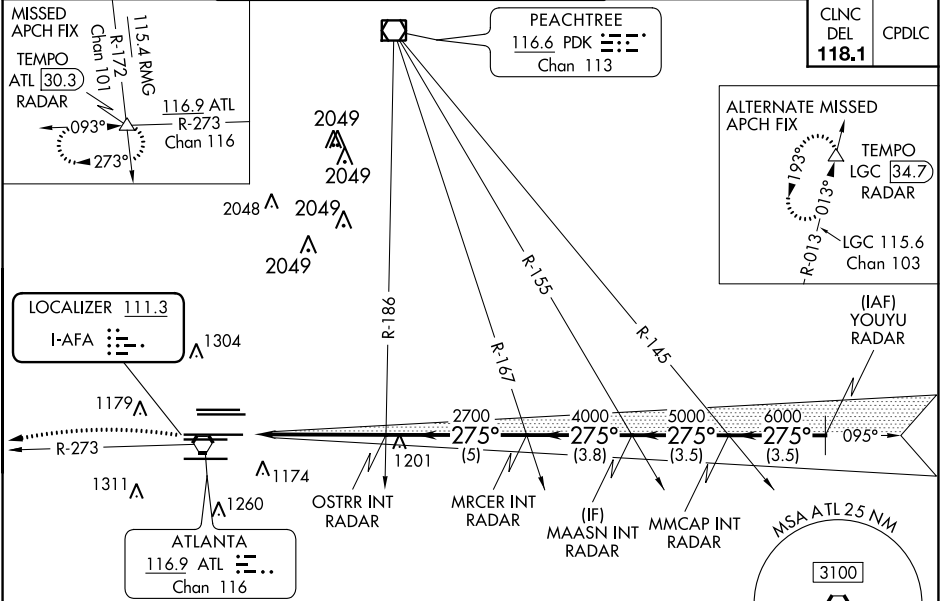 MISSED
APCH FIX
TEMPO
ATL 30.3
RADAR
115.4 RMG
R-172
Chan 101
116.9 ATL
R-273
Chan 116
093°
273°
PEACHTREE
116.6 PDK
Chan 113
CLNC
DEL
118.1
CPDLC
ALTERNATE MISSED
APCH FIX
TEMPO
LGC 34.7
RADAR
193°
013°
R-013
LGC 115.6
Chan 103
2049
2049
2048
2049
2049
R-186
R-167
R-155
R-145
LOCALIZER 111.3
I-AFA
1304
1179
R-273
1311
1260
1174
1201
(IAF)
YOUYU
RADAR
2700
4000
5000
6000
275°
275°
275°
275°
095°
(5)
(3.8)
(3.5)
(3.5)
OSTRR INT
RADAR
MRCER INT
RADAR
(IF)
MAASN INT
RADAR
MMCAP INT
RADAR
ATLANTA
116.9 ATL
Chan 116
MSA ATL 25 NM
3100